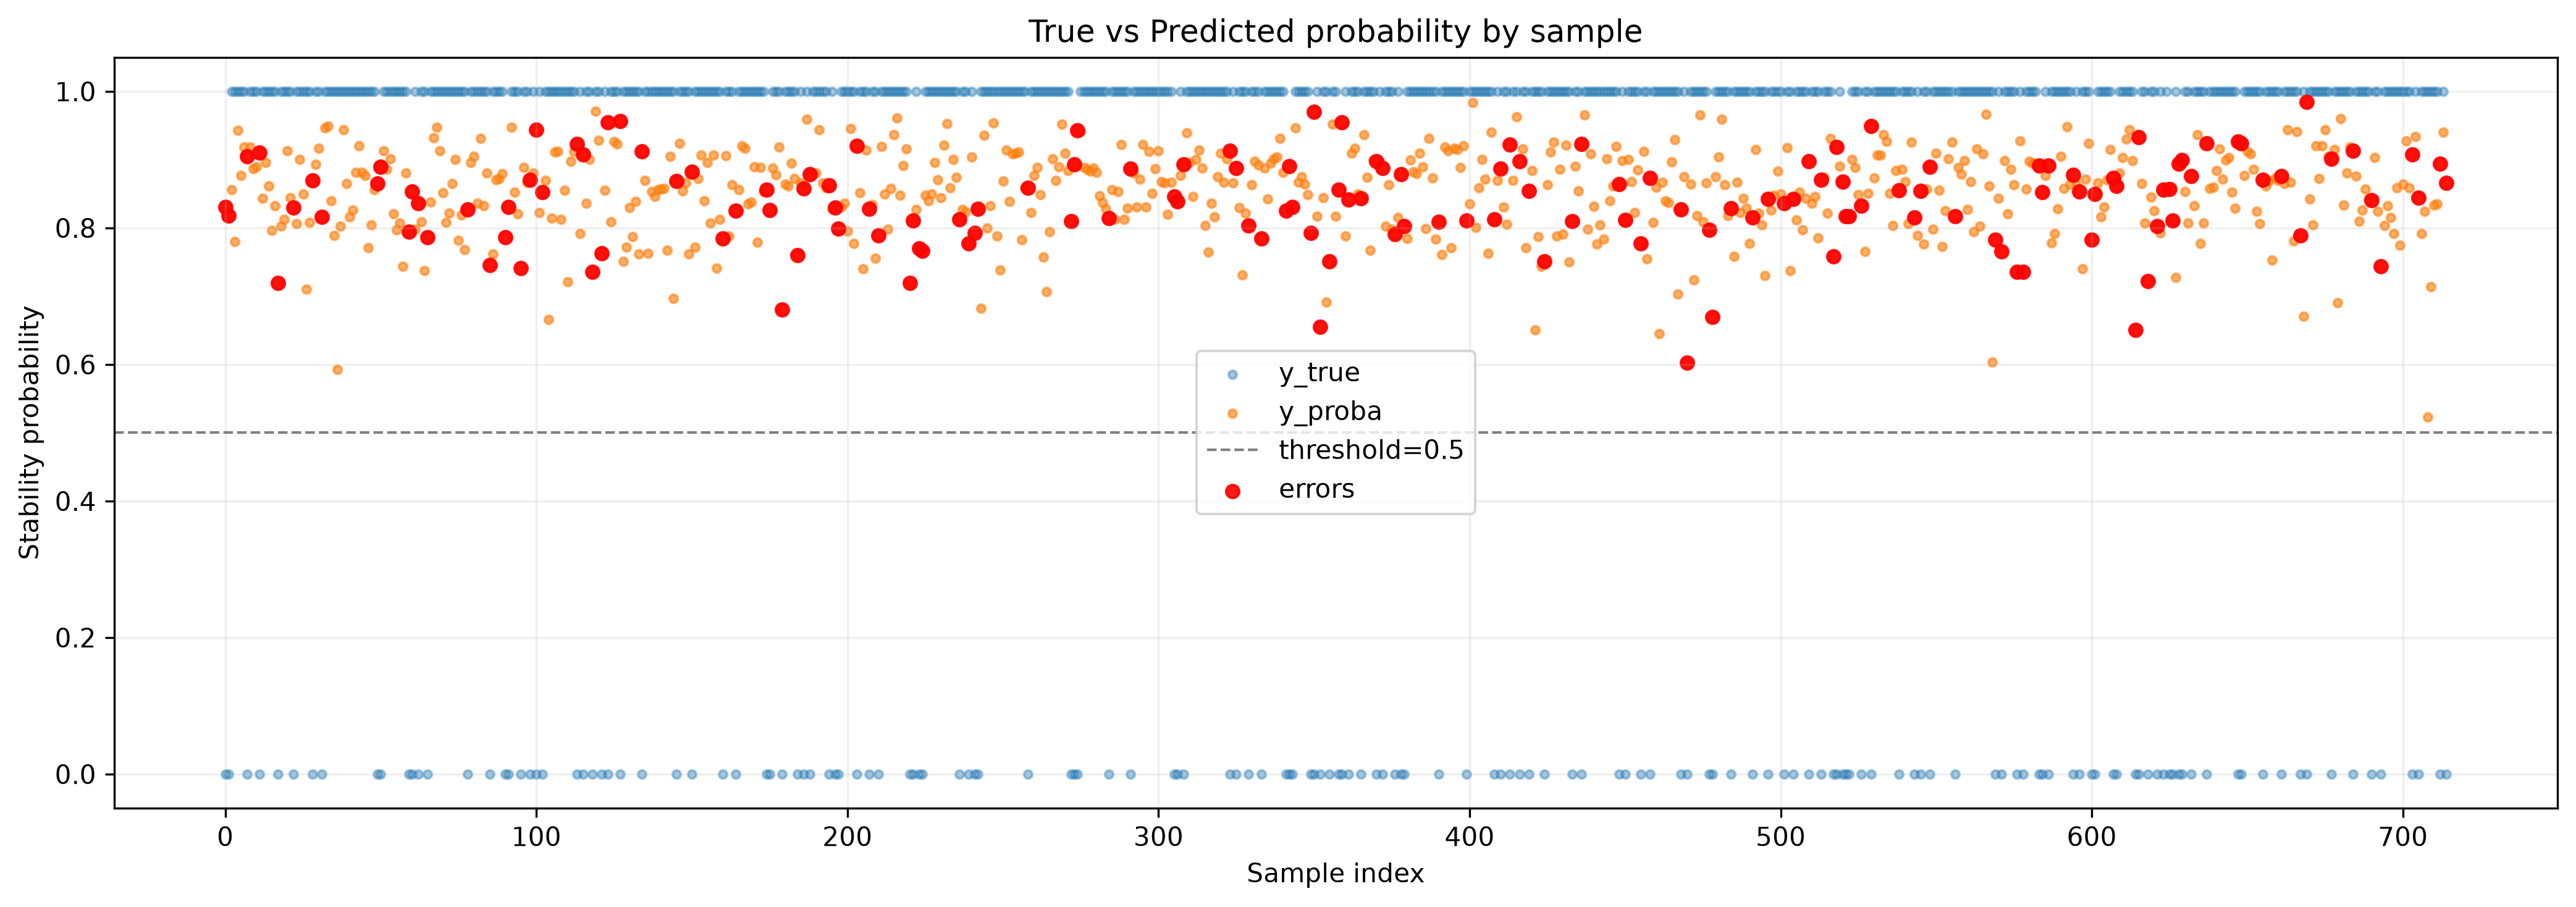 True vs Predicted probability by sample
Stability probability
1.0
0.8
0.6
0.4
0.2
0.0
y_true
y_proba
threshold=0.5
errors
0 100 200 300 400 500 600 700
Sample index